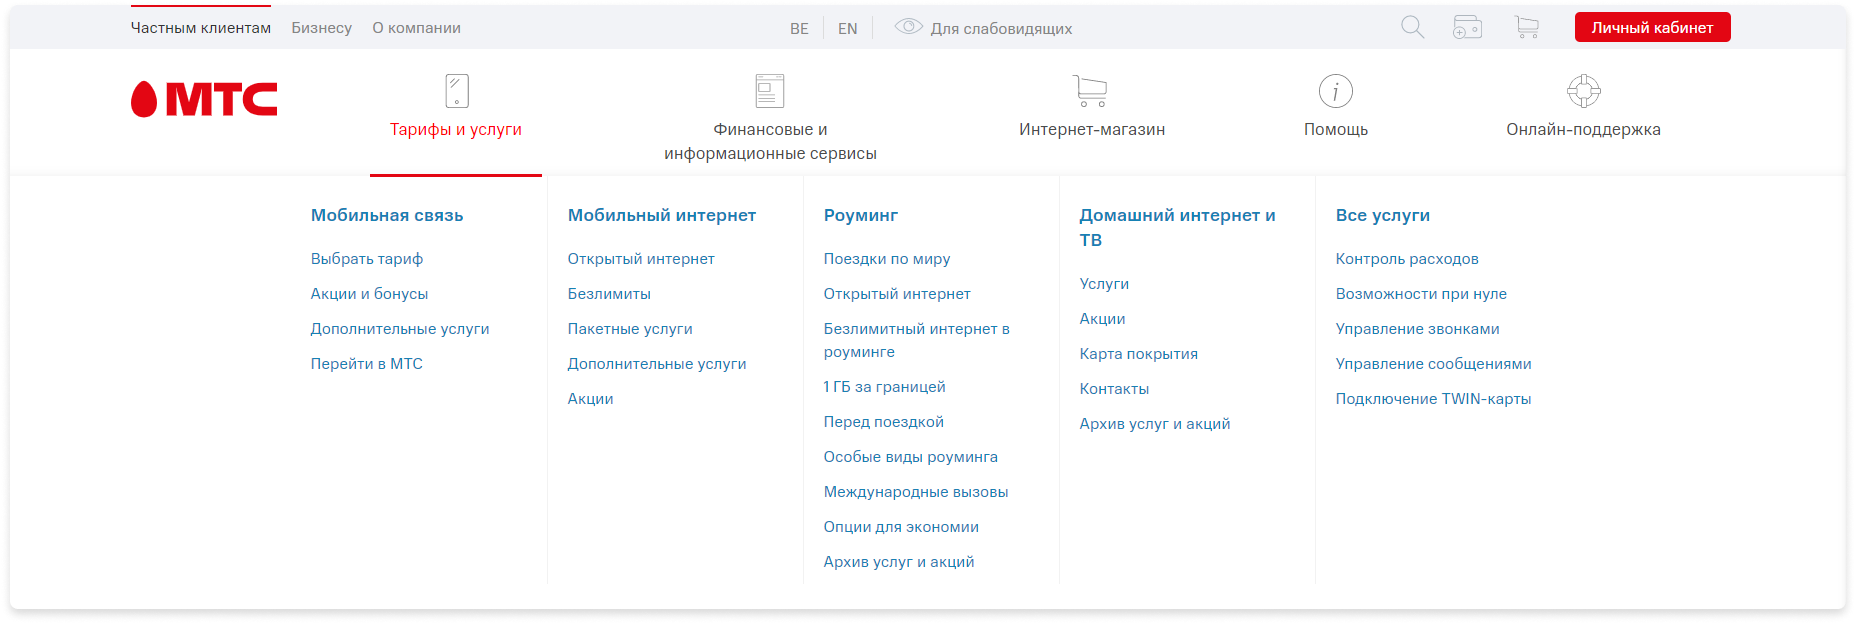 Частным клиентам Бизнесу О компании BE EN Для слабовидящих Личный кабинет
МТС
Тарифы и услуги
Финансовые и
информационные сервисы
Интернет-магазин
Помощь
Онлайн-поддержка
Мобильная связь
Выбрать тариф
Акции и бонусы
Дополнительные услуги
Перейти в МТС
Мобильный интернет
Открытый интернет
Безлимиты
Пакетные услуги
Дополнительные услуги
Акции
Роуминг
Поездки по миру
Открытый интернет
Безлимитный интернет в
роуминге
1 ГБ за границей
Перед поездкой
Особые виды роуминга
Международные вызовы
Опции для экономии
Архив услуг и акций
Домашний интернет и
ТВ
Услуги
Акции
Карта покрытия
Контакты
Архив услуг и акций
Все услуги
Контроль расходов
Возможности при нуле
Управление звонками
Управление сообщениями
Подключение TWIN-карты